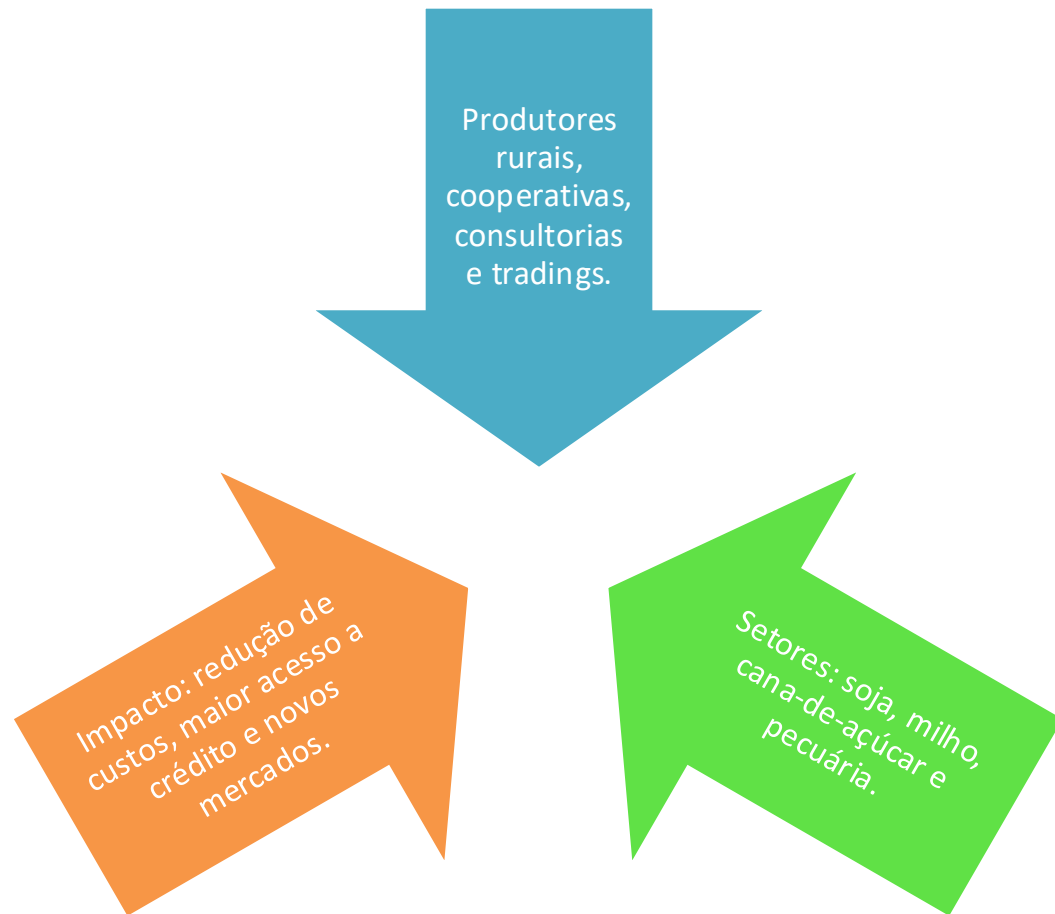 Produtores
rurais,
cooperativas,
consultorias
e tradings.
Impacto: redução de
custos, maior acesso a
crédito e novos
mercados.
Setores: soja, milho,
cana-de-açúcar e
pecuária.